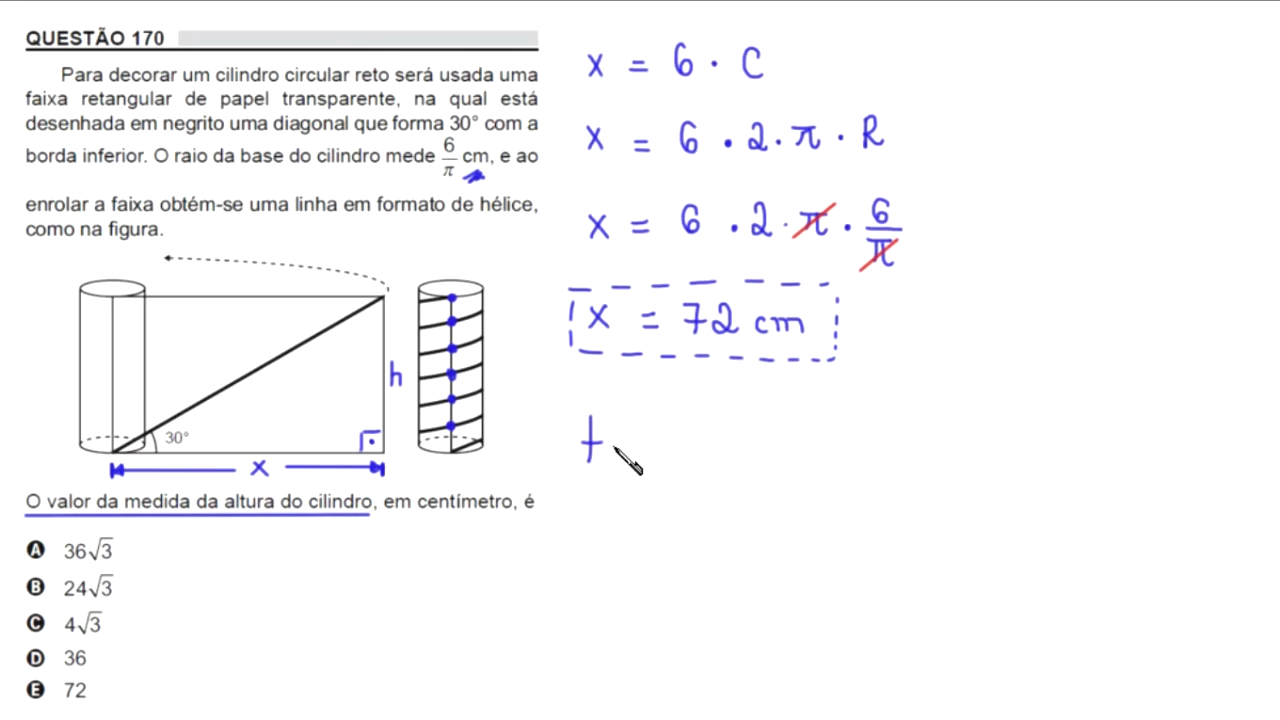 QUESTÃO 170
Para decorar um cilindro circular reto será usada uma
faixa retangular de papel transparente, na qual está
desenhada em negrito uma diagonal que forma 30° com a
borda inferior. O raio da base do cilindro mede 6/π cm, e ao
enrolar a faixa obtém-se uma linha em formato de hélice,
como na figura.
30°
h
x
O valor da medida da altura do cilindro, em centímetro, é
A 36√3
B 24√3
C 4√3
D 36
E 72
x = 6 · C
x = 6 · 2 · π · R
x = 6 · 2 · π · 6/π
x = 72 cm
t